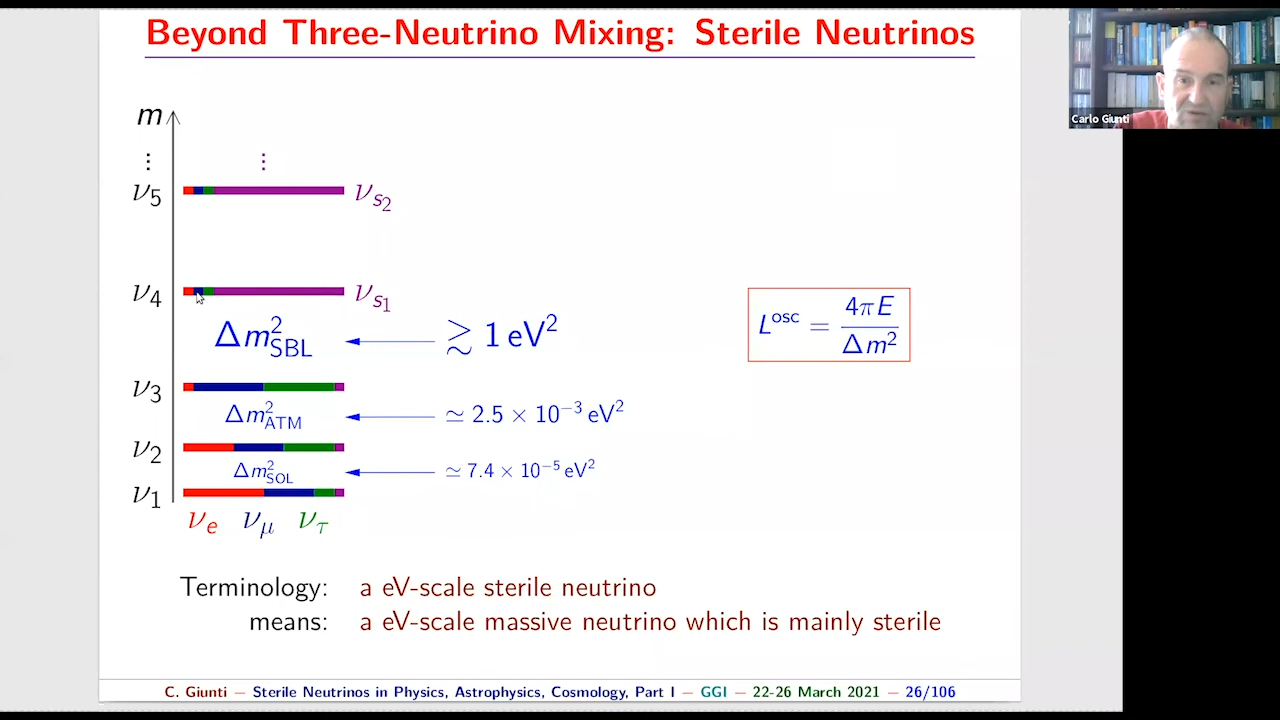 Beyond Three-Neutrino Mixing: Sterile Neutrinos
Carlo Giunti
m
⋮ ⋮
ν5 νs2
ν4 νs1
L^osc = 4πE / Δm²
Δm²SBL ≳ 1 eV²
ν3
Δm²ATM ≃ 2.5 × 10⁻³ eV²
ν2
Δm²SOL ≃ 7.4 × 10⁻⁵ eV²
ν1
νe νμ ντ
Terminology: a eV-scale sterile neutrino
means: a eV-scale massive neutrino which is mainly sterile
C. Giunti — Sterile Neutrinos in Physics, Astrophysics, Cosmology, Part I — GGI — 22-26 March 2021 — 26/106